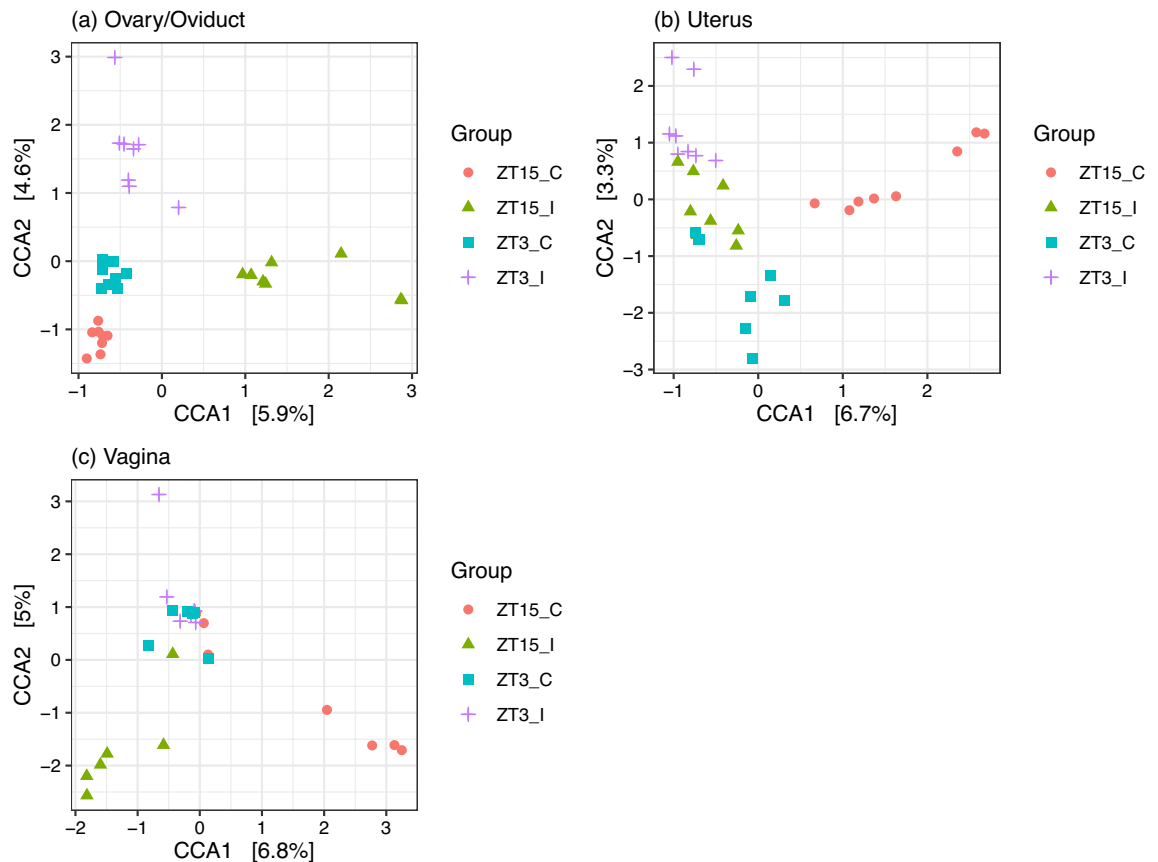 (a) Ovary/Oviduct
3
2
1
0
−1
CCA2 [4.6%]
−1 0 1 2 3
CCA1 [5.9%]
Group
ZT15_C
ZT15_I
ZT3_C
ZT3_I
(b) Uterus
2
1
0
−1
−2
−3
CCA2 [3.3%]
−1 0 1 2
CCA1 [6.7%]
Group
ZT15_C
ZT15_I
ZT3_C
ZT3_I
(c) Vagina
3
2
1
0
−1
−2
CCA2 [5%]
−2 −1 0 1 2 3
CCA1 [6.8%]
Group
ZT15_C
ZT15_I
ZT3_C
ZT3_I